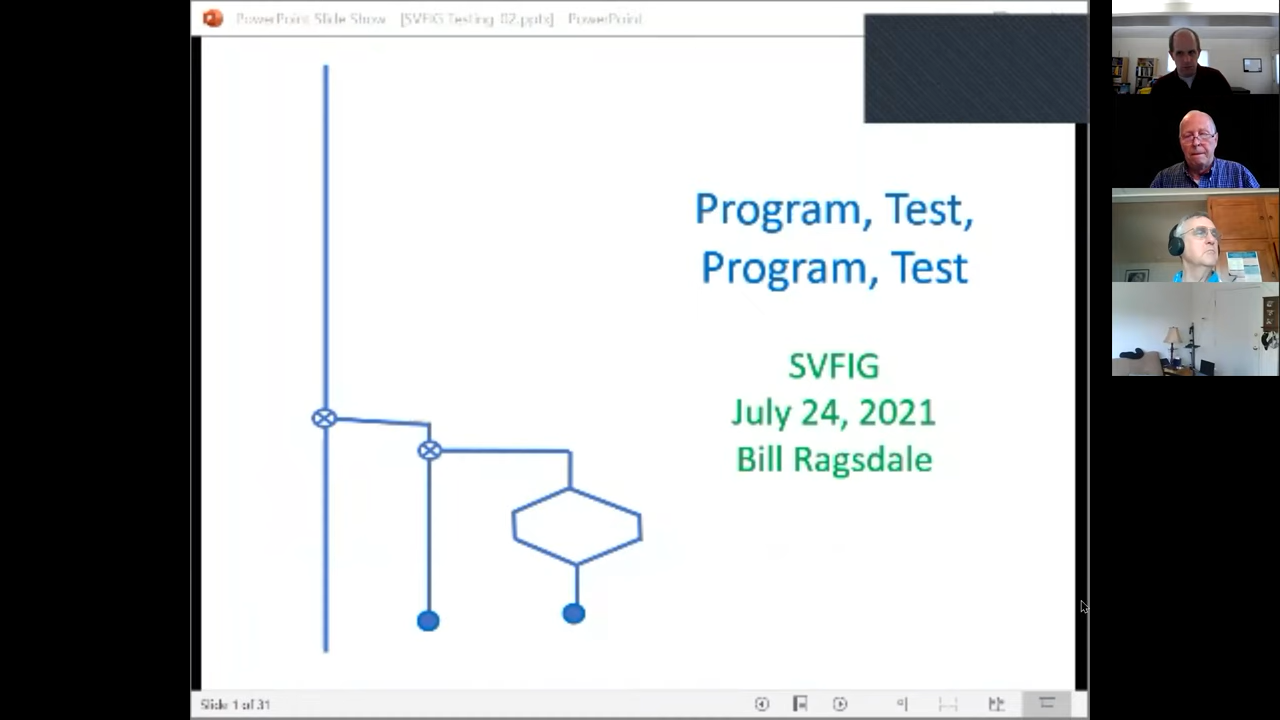 PowerPoint Slide Show - [SVFIG Testing 02.pptx] - PowerPoint
Program, Test,
Program, Test
SVFIG
July 24, 2021
Bill Ragsdale
Slide 1 of 31